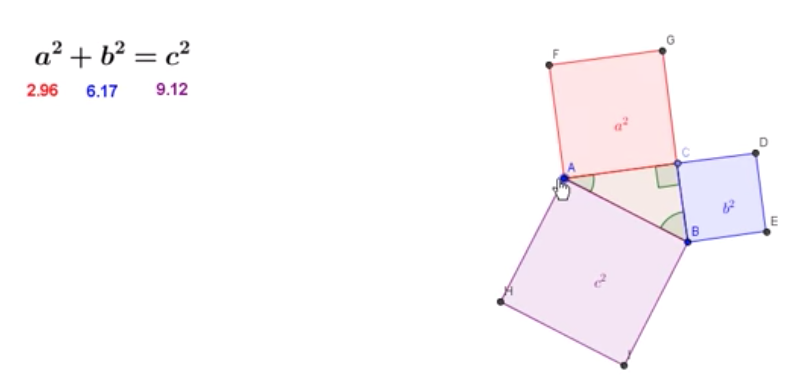 a² + b² = c²
2.96 6.17 9.12
F
G
a²
C
D
A
b²
B
E
c²
H